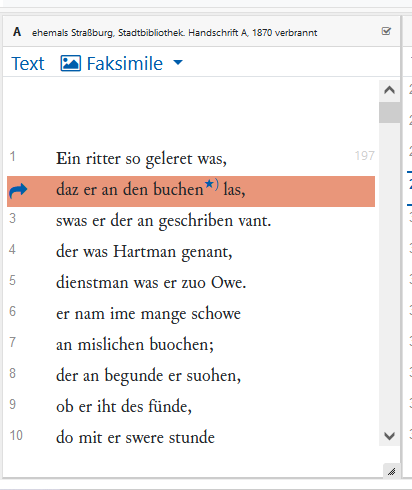 A ehemals Straßburg, Stadtbibliothek. Handschrift A, 1870 verbrannt
Text Faksimile
1 Ein ritter so geleret was, 197
daz er an den buchen★) las,
3 swas er der an geschriben vant.
4 der was Hartman genant,
5 dienstman was er zuo Owe.
6 er nam ime mange schowe
7 an mislichen buochen;
8 der an begunde er suohen,
9 ob er iht des fünde,
10 do mit er swere stunde